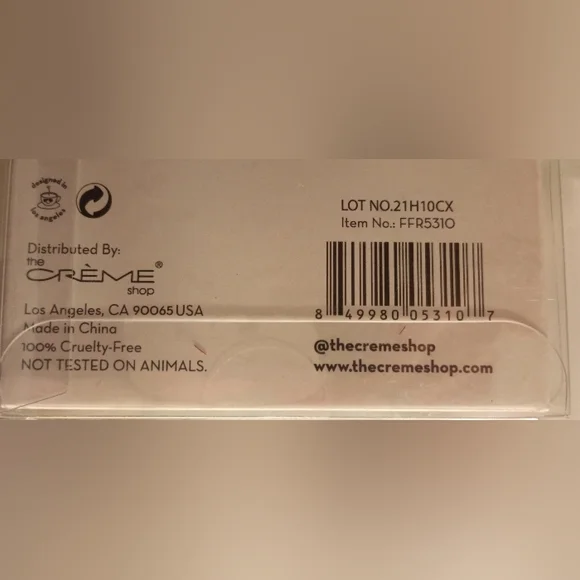 designed in
los angeles
Distributed By:
the
CRÈME®
shop
Los Angeles, CA 90065 USA
Made in China
100% Cruelty-Free
NOT TESTED ON ANIMALS.
LOT NO.21H10CX
Item No.: FFR5310
8 49980 05310 7
@thecremeshop
www.thecremeshop.com